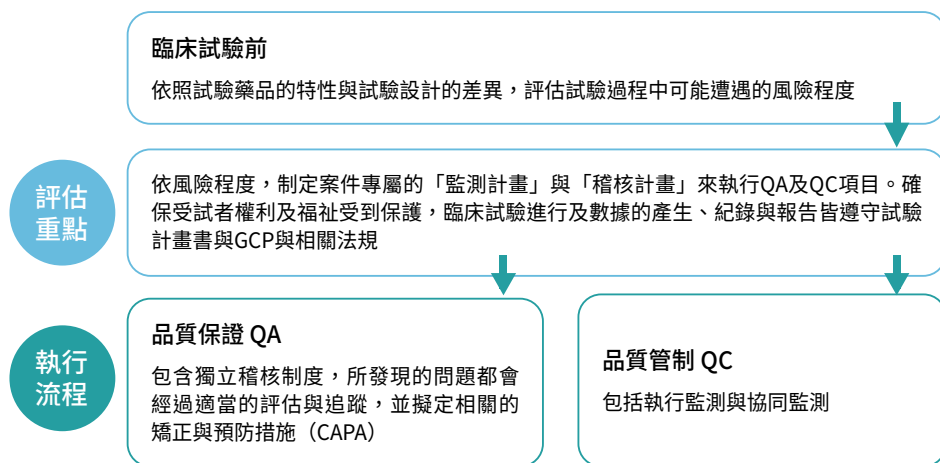 臨床試驗前
依照試驗藥品的特性與試驗設計的差異，評估試驗過程中可能遭遇的風險程度
評估
重點
依風險程度，制定案件專屬的「監測計畫」與「稽核計畫」來執行QA及QC項目。確
保受試者權利及福祉受到保護，臨床試驗進行及數據的產生、紀錄與報告皆遵守試驗
計畫書與GCP與相關法規
執行
流程
品質保證 QA
包含獨立稽核制度，所發現的問題都會
經過適當的評估與追蹤，並擬定相關的
矯正與預防措施（CAPA）
品質管制 QC
包括執行監測與協同監測